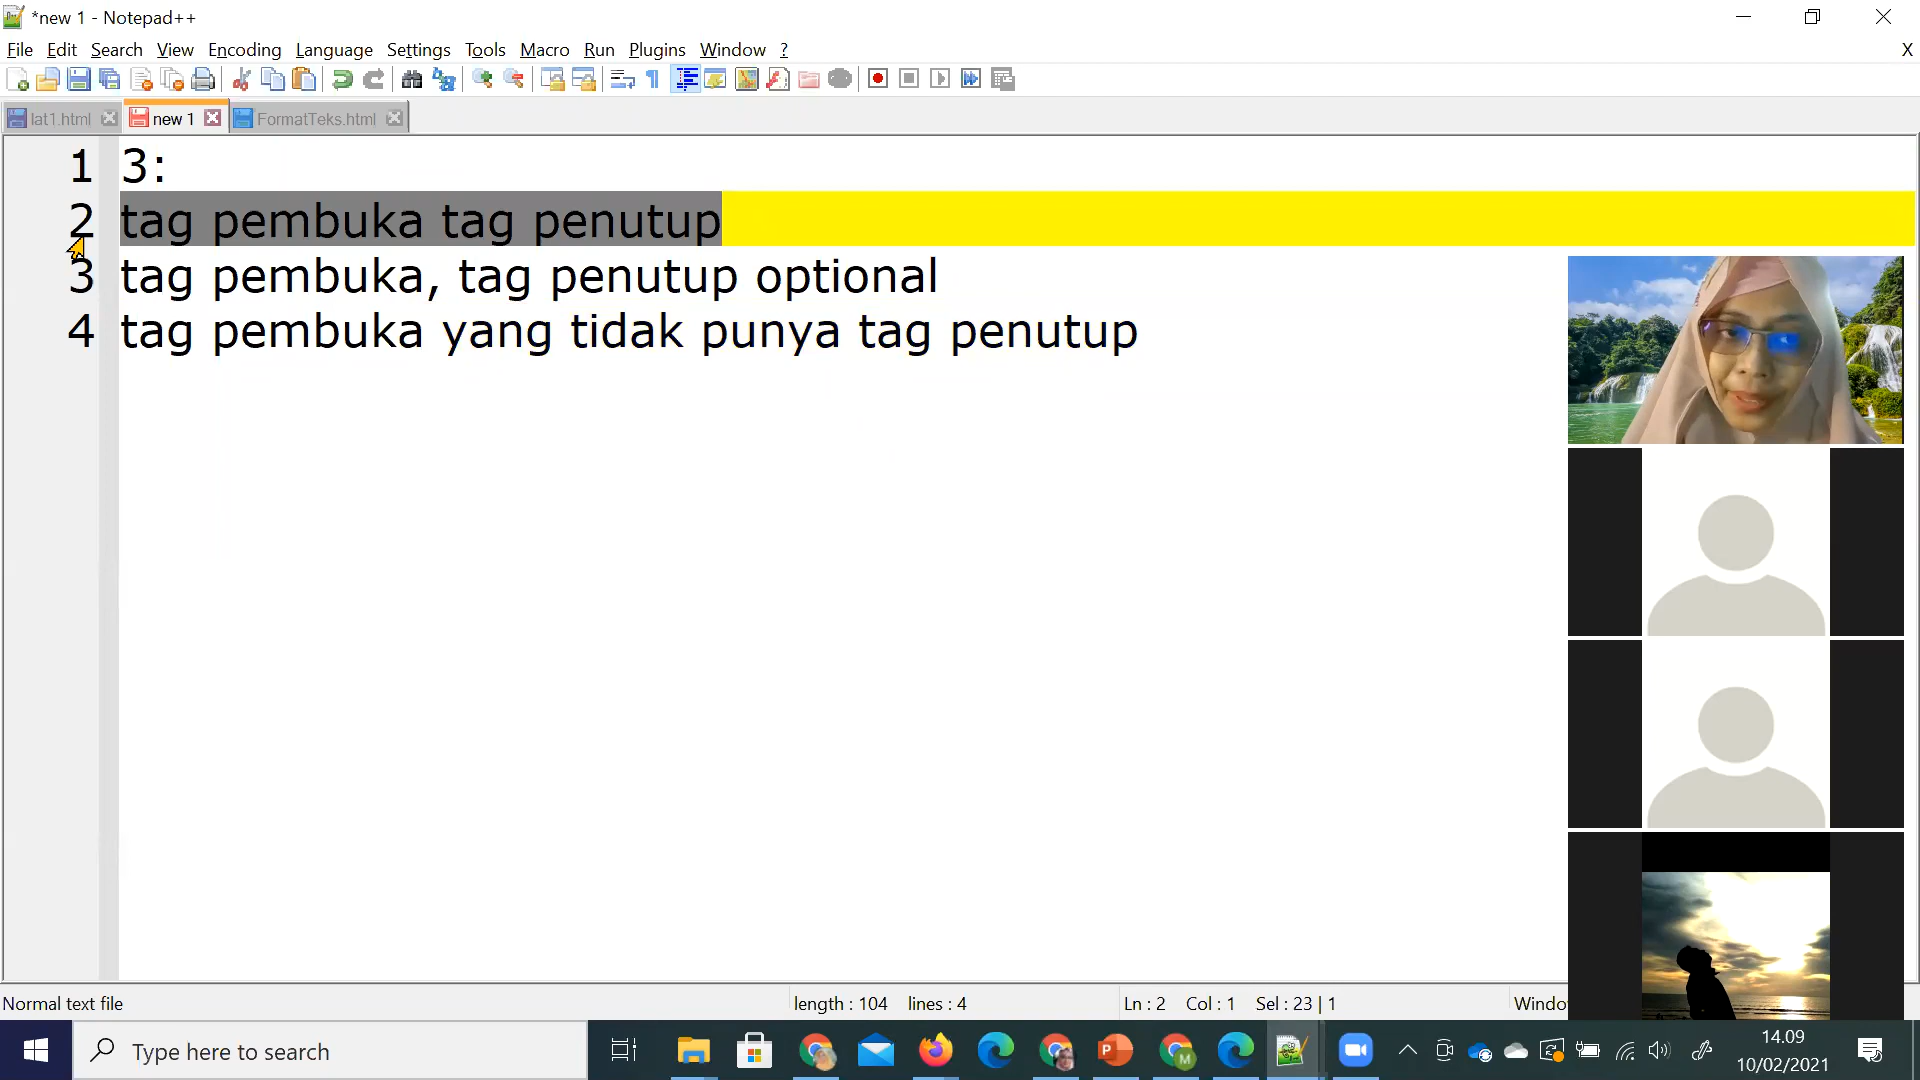 *new 1 - Notepad++
File Edit Search View Encoding Language Settings Tools Macro Run Plugins Window ?
X
lat1.html new 1 FormatTeks.html
1 3:
2 tag pembuka tag penutup
3 tag pembuka, tag penutup optional
4 tag pembuka yang tidak punya tag penutup
Normal text file length : 104 lines : 4 Ln : 2 Col : 1 Sel : 23 | 1 Windo
Type here to search
14.09
10/02/2021